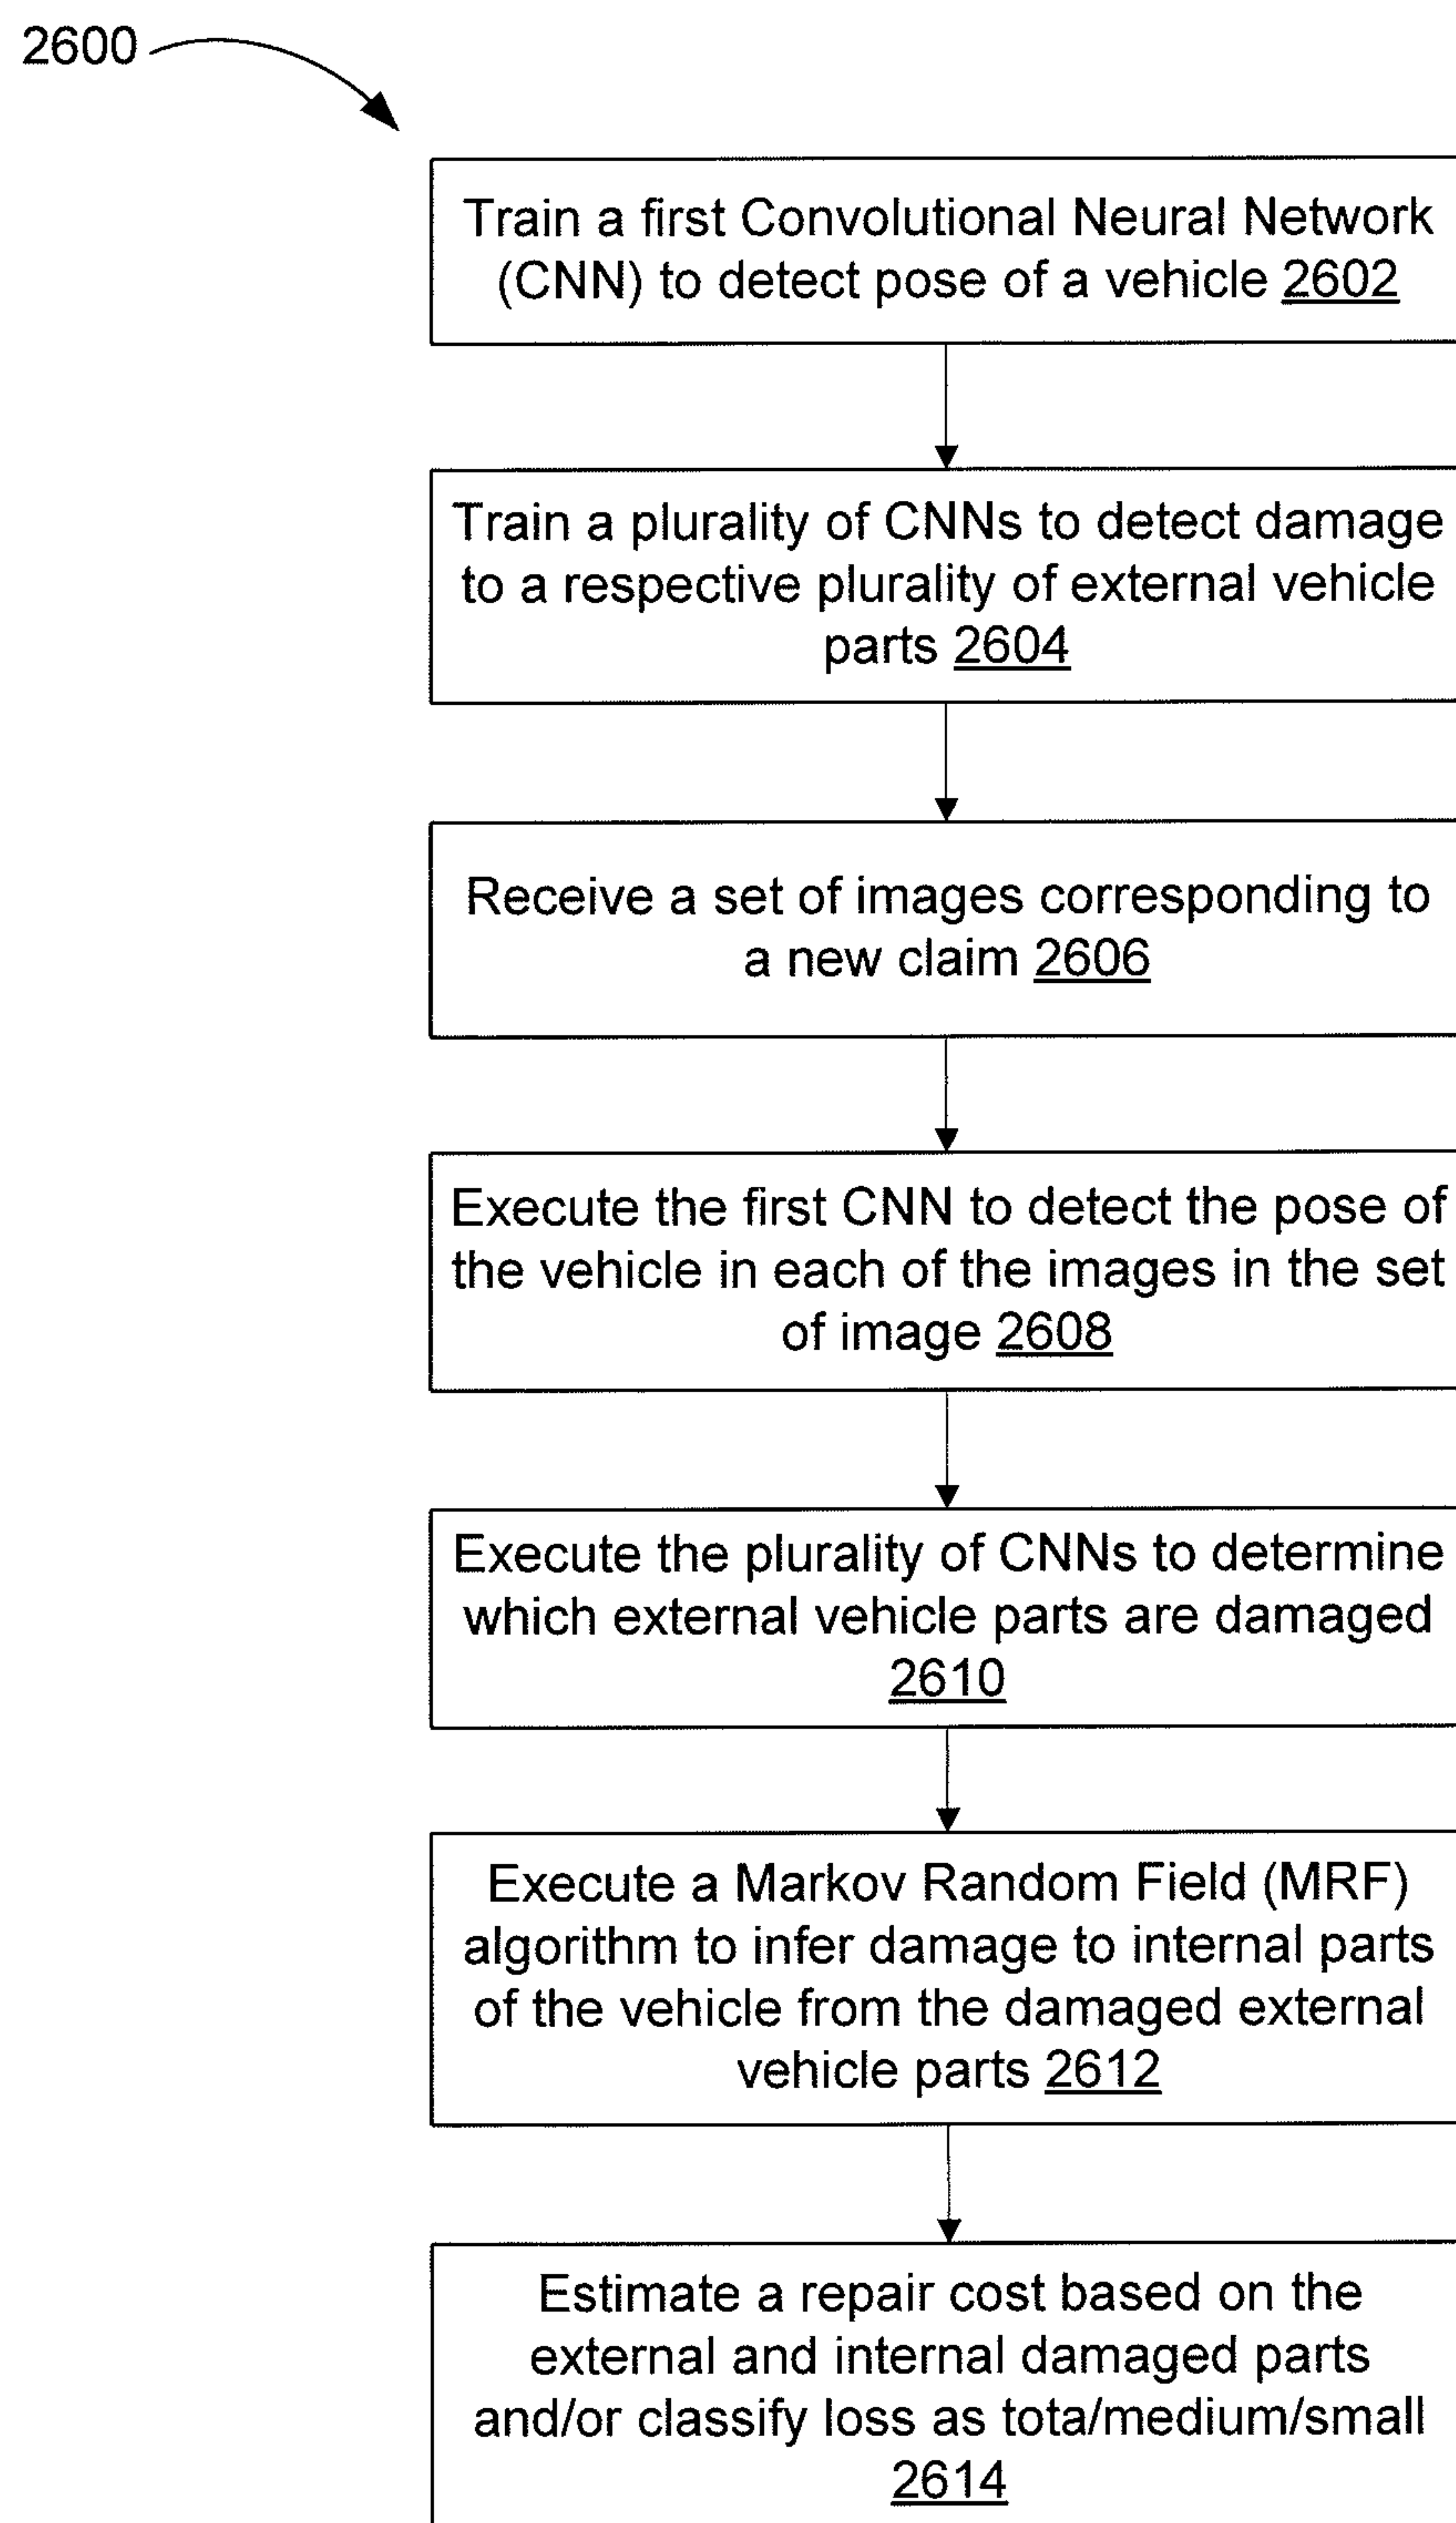 2600
Train a first Convolutional Neural Network
(CNN) to detect pose of a vehicle 2602
Train a plurality of CNNs to detect damage
to a respective plurality of external vehicle
parts 2604
Receive a set of images corresponding to
a new claim 2606
Execute the first CNN to detect the pose of
the vehicle in each of the images in the set
of image 2608
Execute the plurality of CNNs to determine
which external vehicle parts are damaged
2610
Execute a Markov Random Field (MRF)
algorithm to infer damage to internal parts
of the vehicle from the damaged external
vehicle parts 2612
Estimate a repair cost based on the
external and internal damaged parts
and/or classify loss as tota/medium/small
2614